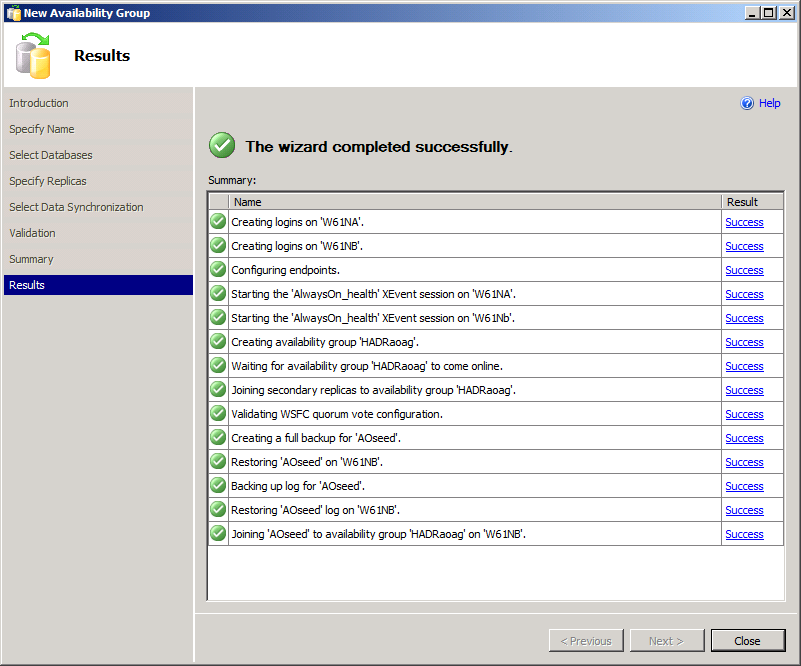 New Availability Group
Results
Introduction
Specify Name
Select Databases
Specify Replicas
Select Data Synchronization
Validation
Summary
Results
? Help
The wizard completed successfully.
Summary:
Name Result
Creating logins on 'W61NA'. Success
Creating logins on 'W61NB'. Success
Configuring endpoints. Success
Starting the 'AlwaysOn_health' XEvent session on 'W61NA'. Success
Starting the 'AlwaysOn_health' XEvent session on 'W61Nb'. Success
Creating availability group 'HADRaoag'. Success
Waiting for availability group 'HADRaoag' to come online. Success
Joining secondary replicas to availability group 'HADRaoag'. Success
Validating WSFC quorum vote configuration. Success
Creating a full backup for 'AOseed'. Success
Restoring 'AOseed' on 'W61NB'. Success
Backing up log for 'AOseed'. Success
Restoring 'AOseed' log on 'W61NB'. Success
Joining 'AOseed' to availability group 'HADRaoag' on 'W61NB'. Success
< Previous Next > Close